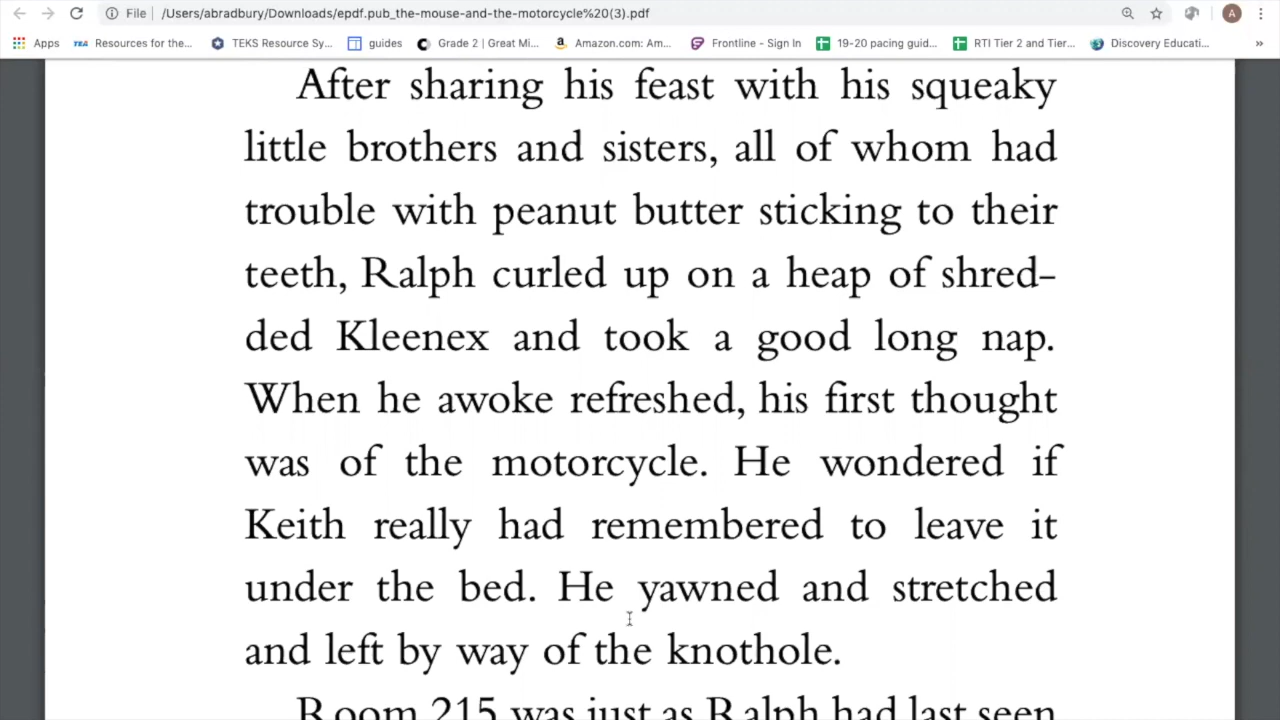 File
/Users/abradbury/Downloads/epdf.pub_the-mouse-and-the-motorcycle%20(3).pdf
A
Apps TEA Resources for the... TEKS Resource Sy... guides Grade 2 | Great Mi... a Amazon.com: Am... Frontline - Sign In 19-20 pacing guid... RTI Tier 2 and Tier... Discovery Educati... »
After sharing his feast with his squeaky
little brothers and sisters, all of whom had
trouble with peanut butter sticking to their
teeth, Ralph curled up on a heap of shred-
ded Kleenex and took a good long nap.
When he awoke refreshed, his first thought
was of the motorcycle. He wondered if
Keith really had remembered to leave it
under the bed. He yawned and stretched
and left by way of the knothole.
Room 215 was just as Ralph had last seen